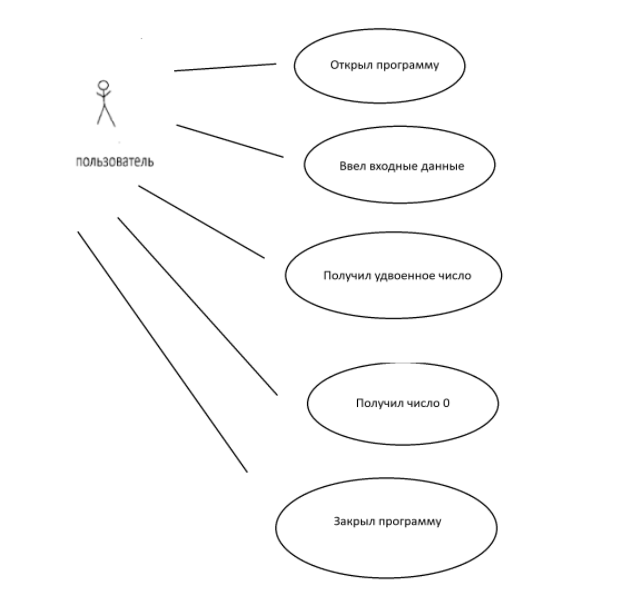 Открыл программу
Ввел входные данные
пользователь
Получил удвоенное число
Получил число 0
Закрыл программу